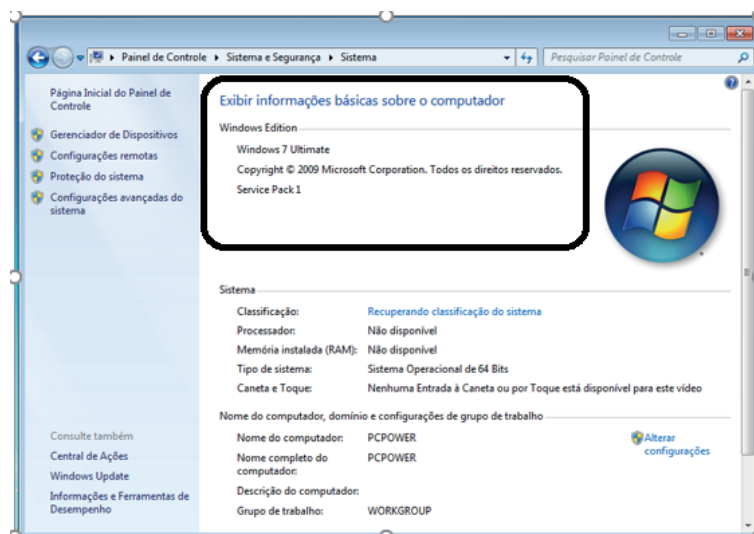 Painel de Controle ▸ Sistema e Segurança ▸ Sistema
Pesquisar Painel de Controle
Página Inicial do Painel de
Controle
Gerenciador de Dispositivos
Configurações remotas
Proteção do sistema
Configurações avançadas do
sistema
Consulte também
Central de Ações
Windows Update
Informações e Ferramentas de
Desempenho
Exibir informações básicas sobre o computador
Windows Edition
Windows 7 Ultimate
Copyright © 2009 Microsoft Corporation. Todos os direitos reservados.
Service Pack 1
Sistema
Classificação: Recuperando classificação do sistema
Processador: Não disponível
Memória instalada (RAM): Não disponível
Tipo de sistema: Sistema Operacional de 64 Bits
Caneta e Toque: Nenhuma Entrada à Caneta ou por Toque está disponível para este vídeo
Nome do computador, domínio e configurações de grupo de trabalho
Nome do computador: PCPOWER
Nome completo do
computador: PCPOWER
Descrição do computador:
Grupo de trabalho: WORKGROUP
Alterar
configurações